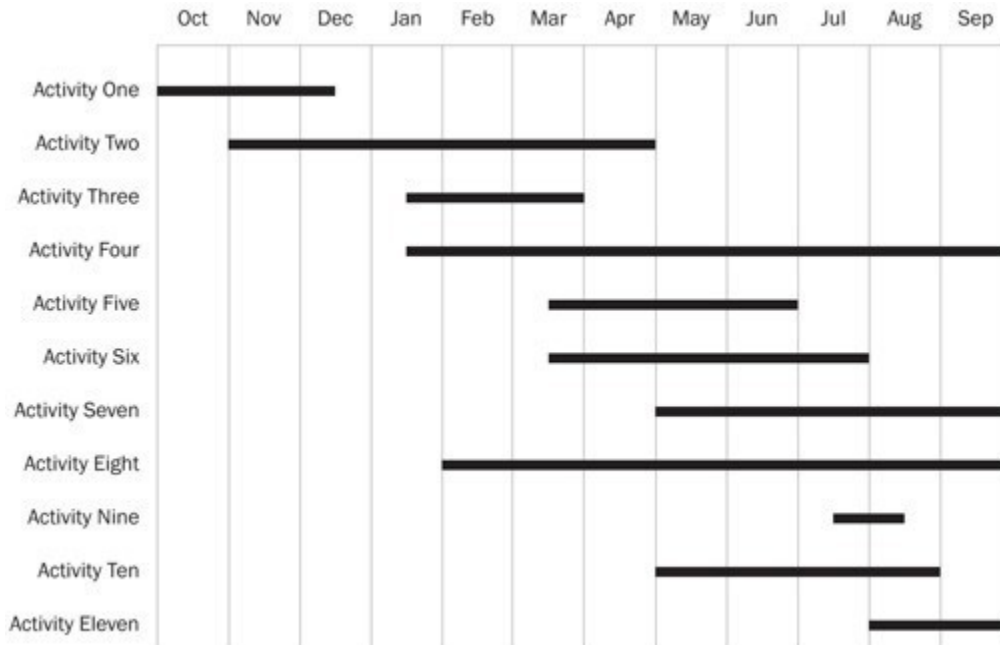 Oct Nov Dec Jan Feb Mar Apr May Jun Jul Aug Sep
Activity One
Activity Two
Activity Three
Activity Four
Activity Five
Activity Six
Activity Seven
Activity Eight
Activity Nine
Activity Ten
Activity Eleven